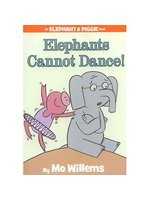 An ELEPHANT & PIGGIE Book
Elephants
Cannot Dance!
By Mo Willems